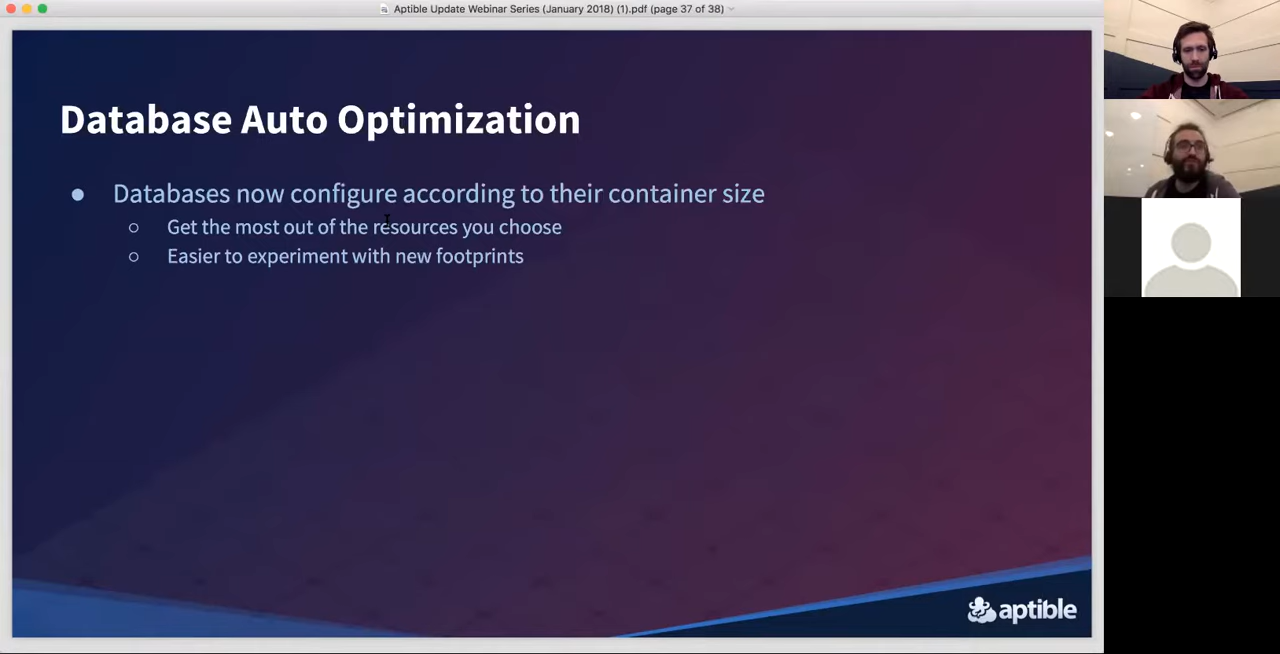 Aptible Update Webinar Series (January 2018) (1).pdf (page 37 of 38)
Database Auto Optimization
● Databases now configure according to their container size
○ Get the most out of the resources you choose
○ Easier to experiment with new footprints
aptible